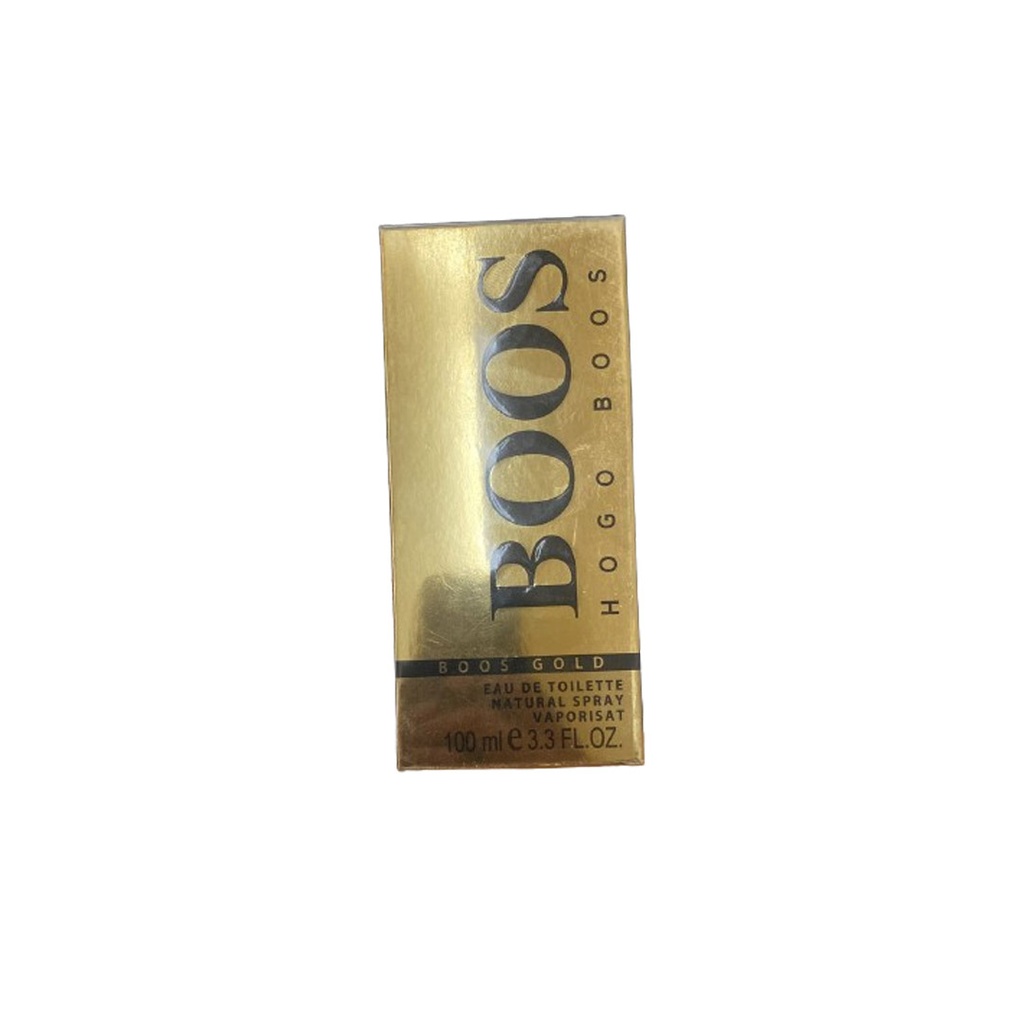 BOOS
HOGO BOOS
BOOS GOLD
EAU DE TOILETTE
NATURAL SPRAY
VAPORISAT
100 ml e 3.3 FL.OZ.